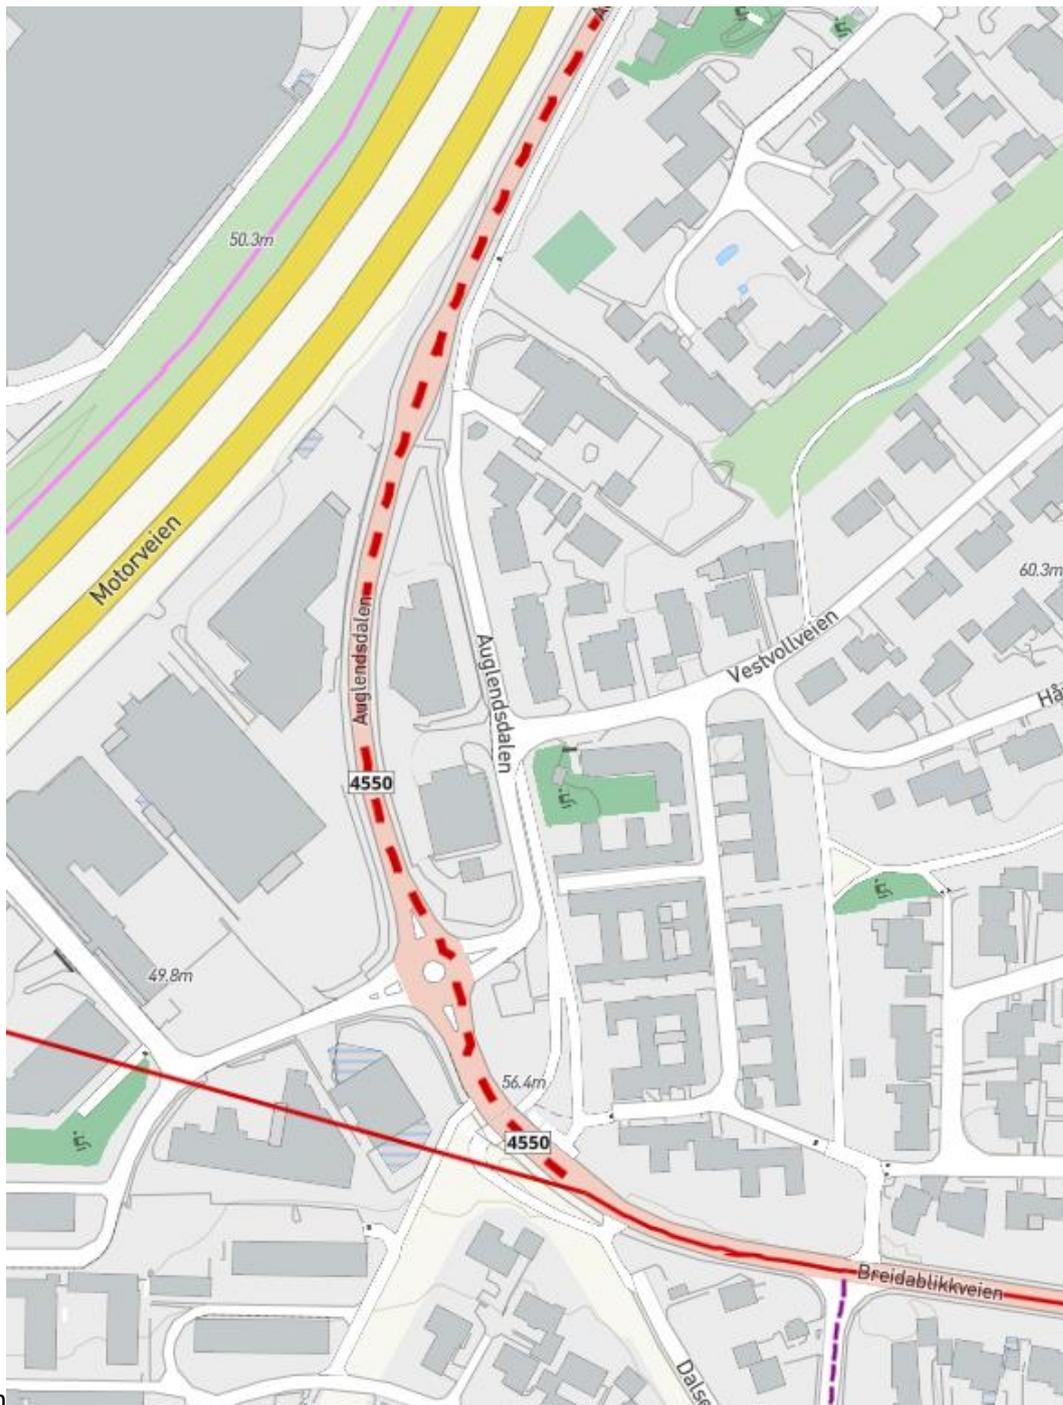 50.3m
Motorveien
60.3m
Auglendsdalen
Auglendsdalen
Vestvollveien
4550
49.8m
56.4m
4550
Breidablikkveien